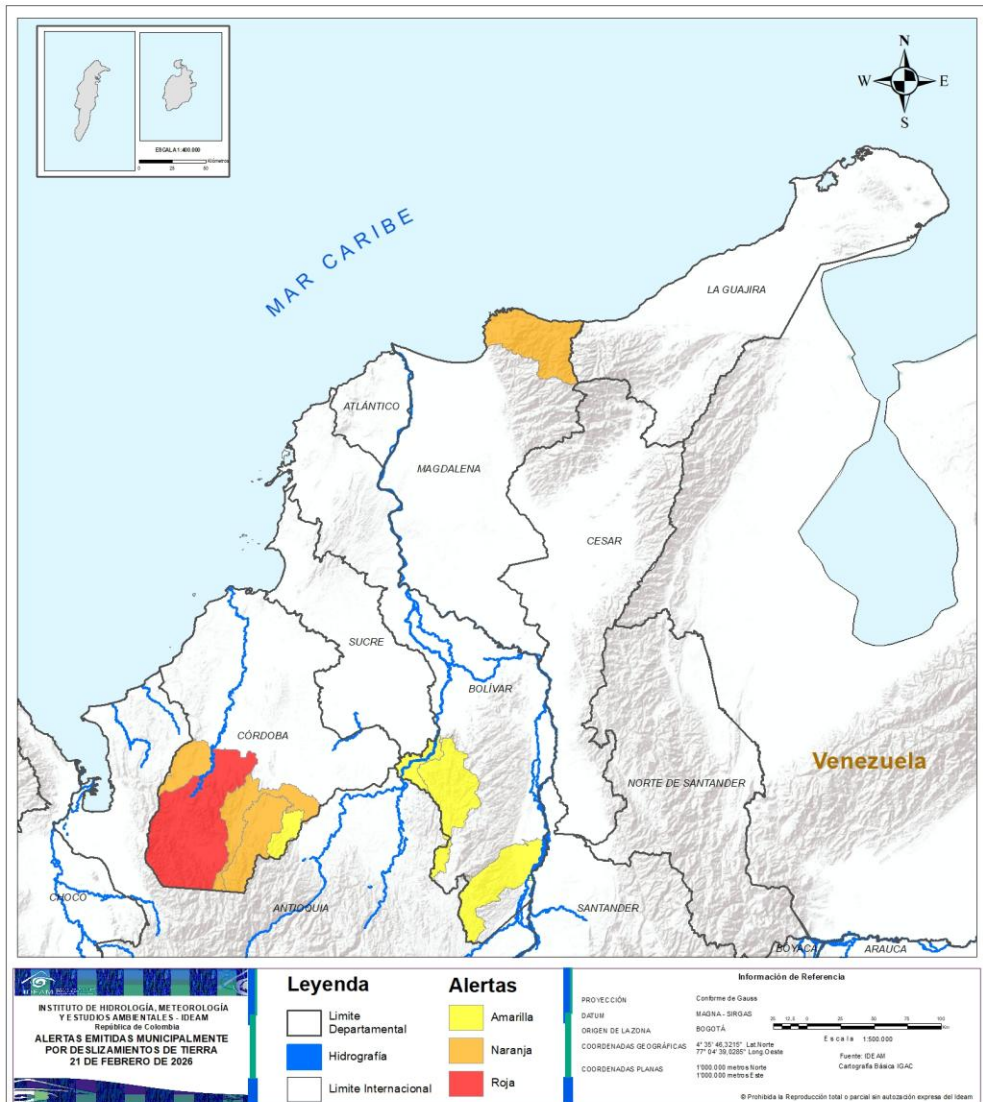 ESCALA 1:400.000
N
W
E
S
MAR CARIBE
LA GUAJIRA
ATLÁNTICO
MAGDALENA
CESAR
SUCRE
BOLÍVAR
CÓRDOBA
NORTE DE SANTANDER
Venezuela
CHOCO
ANTIOQUIA
SANTANDER
BOYACÁ
ARAUCA
IDEAM
INSTITUTO DE HIDROLOGÍA, METEOROLOGÍA
Y ESTUDIOS AMBIENTALES - IDEAM
República de Colombia
ALERTAS EMITIDAS MUNICIPALMENTE
POR DESLIZAMIENTOS DE TIERRA
21 DE FEBRERO DE 2026
Leyenda
Limite
Departamental
Hidrografía
Limite Internacional
Alertas
Amarilla
Naranja
Roja
Información de Referencia
PROYECCIÓN Conforme de Gauss
DATUM MAGNA - SIRGAS
ORIGEN DE LA ZONA BOGOTÁ
COORDENADAS GEOGRÁFICAS 4° 35' 46,3215" Lat.Norte
77° 04' 39,0285" Long.Oeste
COORDENADAS PLANAS 1'000.000 metros Norte
1'000.000 metros Este
Escala 1:500.000
Fuente: IDEAM
Cartografía Básica IGAC
© Prohibida la Reproducción total o parcial sin autorización expresa del Ideam